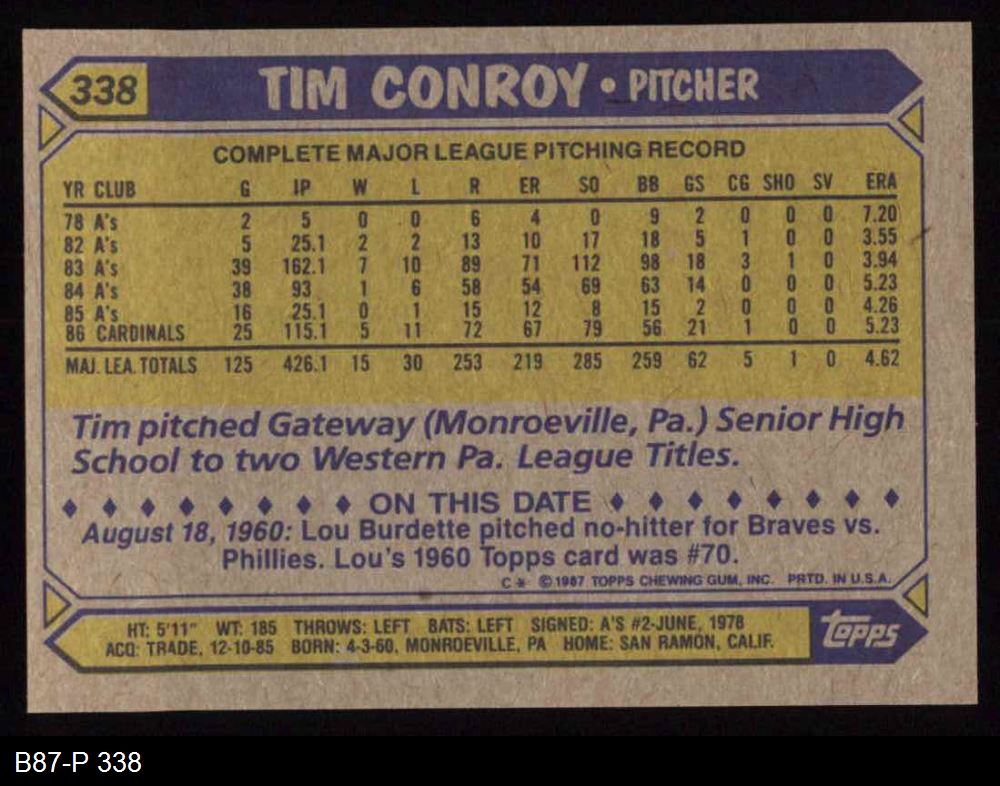 338
TIM CONROY • PITCHER
COMPLETE MAJOR LEAGUE PITCHING RECORD
YR CLUB G IP W L R ER SO BB GS CG SHO SV ERA
78 A's 2 5 0 0 6 4 0 9 2 0 0 0 7.20
82 A's 5 25.1 2 2 13 10 17 18 5 1 0 0 3.55
83 A's 39 162.1 7 10 89 71 112 98 18 3 1 0 3.94
84 A's 38 93 1 6 58 54 69 63 14 0 0 0 5.23
85 A's 16 25.1 0 1 15 12 8 15 2 0 0 0 4.26
86 CARDINALS 25 115.1 5 11 72 67 79 56 21 1 0 0 5.23
MAJ. LEA. TOTALS 125 426.1 15 30 253 219 285 259 62 5 1 0 4.62
Tim pitched Gateway (Monroeville, Pa.) Senior High
School to two Western Pa. League Titles.
♦ ♦ ♦ ♦ ♦ ♦ ♦ ♦ ON THIS DATE ♦ ♦ ♦ ♦ ♦ ♦ ♦ ♦
August 18, 1960: Lou Burdette pitched no-hitter for Braves vs.
Phillies. Lou's 1960 Topps card was #70.
C* ©1987 TOPPS CHEWING GUM, INC. PRTD. IN U.S.A.
HT: 5'11" WT: 185 THROWS: LEFT BATS: LEFT SIGNED: A'S #2-JUNE, 1978
ACQ: TRADE, 12-10-85 BORN: 4-3-60, MONROEVILLE, PA HOME: SAN RAMON, CALIF.
topps
B87-P 338